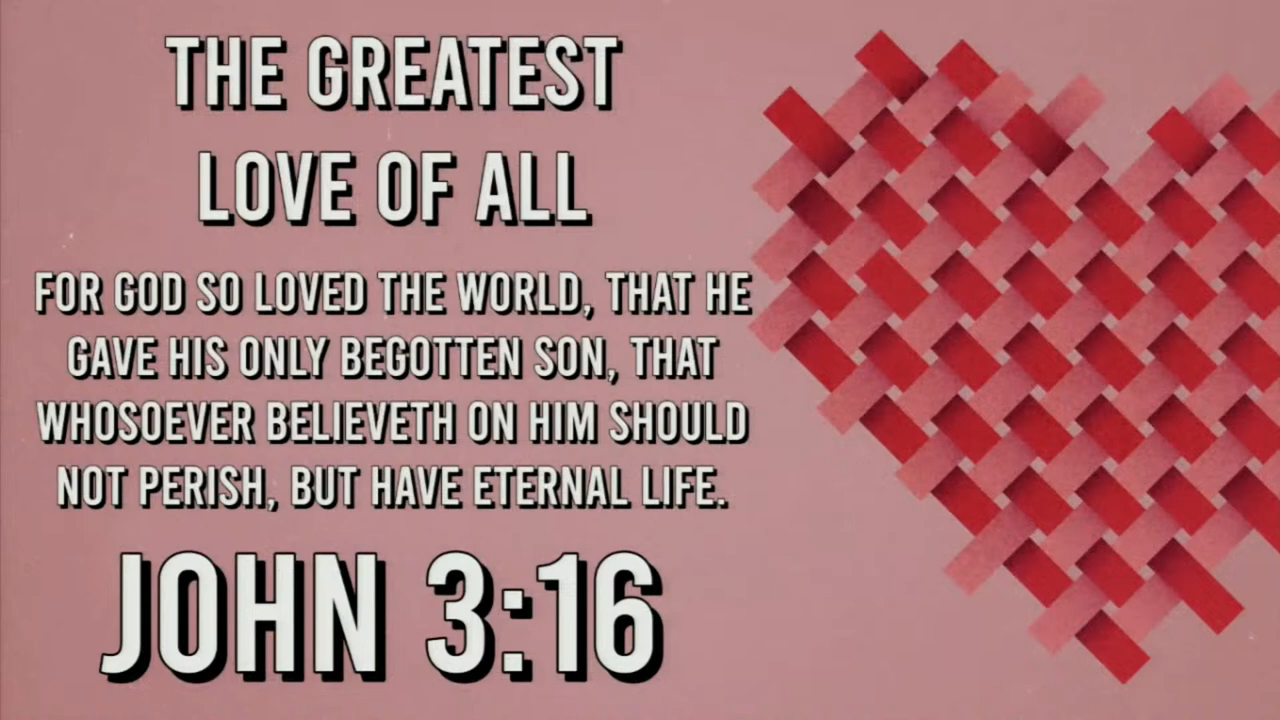 THE GREATEST
LOVE OF ALL
FOR GOD SO LOVED THE WORLD, THAT HE
GAVE HIS ONLY BEGOTTEN SON, THAT
WHOSOEVER BELIEVETH ON HIM SHOULD
NOT PERISH, BUT HAVE ETERNAL LIFE.
JOHN 3:16